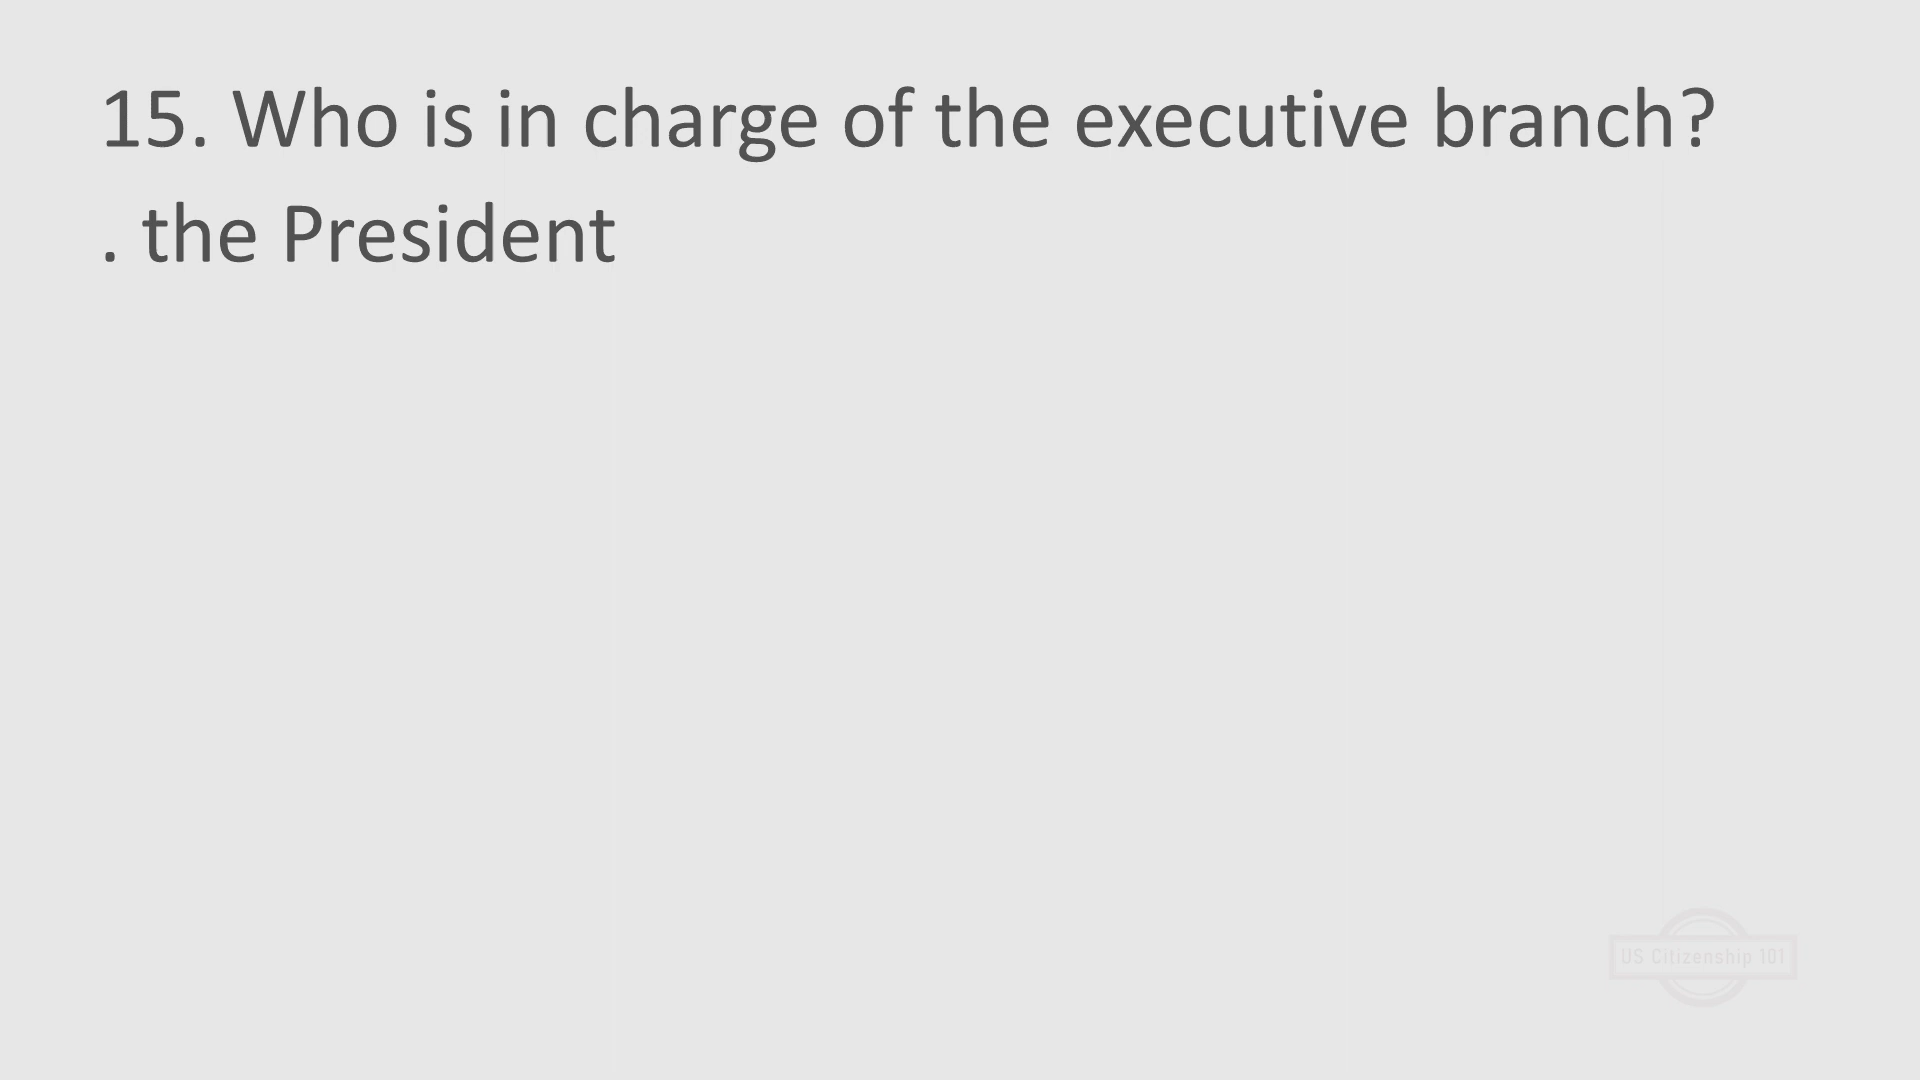 15. Who is in charge of the executive branch?
. the President
US Citizenship 101